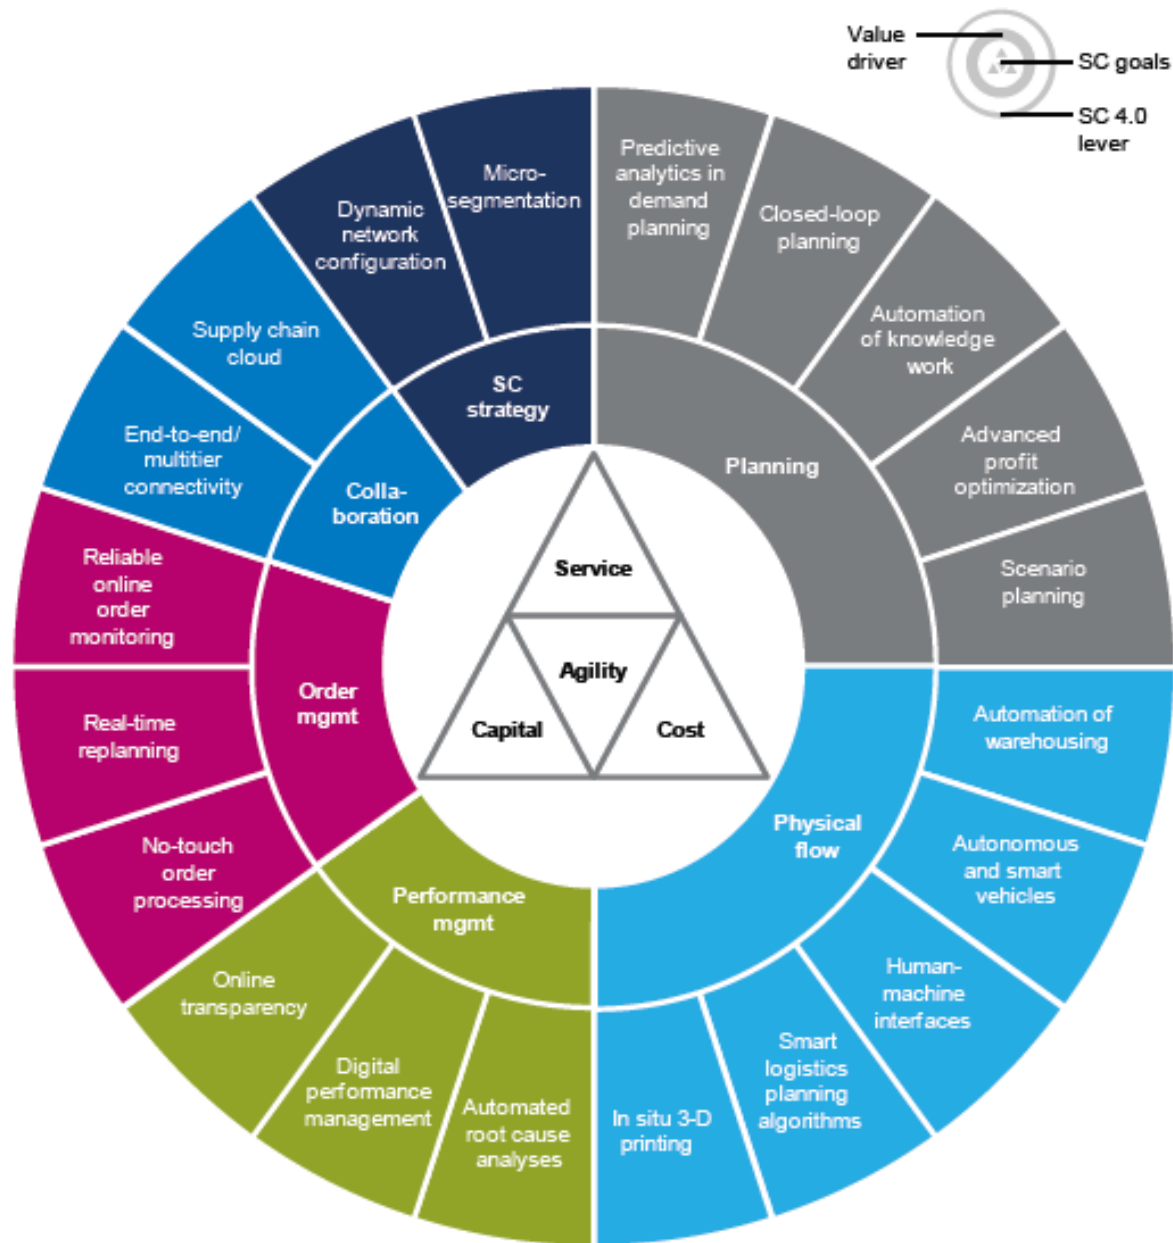 Value
driver
SC goals
SC 4.0
lever
Micro-
segmentation
Dynamic
network
configuration
Supply chain
cloud
End-to-end/
multitier
connectivity
Reliable
online
order
monitoring
Real-time
replanning
No-touch
order
processing
Online
transparency
Digital
performance
management
Automated
root cause
analyses
In situ 3-D
printing
Smart
logistics
planning
algorithms
Human-
machine
interfaces
Autonomous
and smart
vehicles
Automation of
warehousing
Scenario
planning
Advanced
profit
optimization
Automation
of knowledge
work
Closed-loop
planning
Predictive
analytics in
demand
planning
SC
strategy
Planning
Colla-
boration
Order
mgmt
Performance
mgmt
Physical
flow
Service
Agility
Capital
Cost